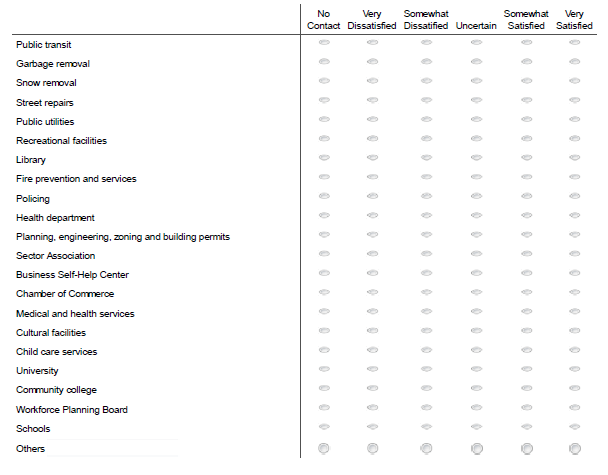 No Very Somewhat Somewhat Very
Contact Dissatisfied Dissatified Uncertain Satisfied Satisfied
Public transit
Garbage removal
Snow removal
Street repairs
Public utilities
Recreational facilities
Library
Fire prevention and services
Policing
Health department
Planning, engineering, zoning and building permits
Sector Association
Business Self-Help Center
Chamber of Commerce
Medical and health services
Cultural facilities
Child care services
University
Community college
Workforce Planning Board
Schools
Others